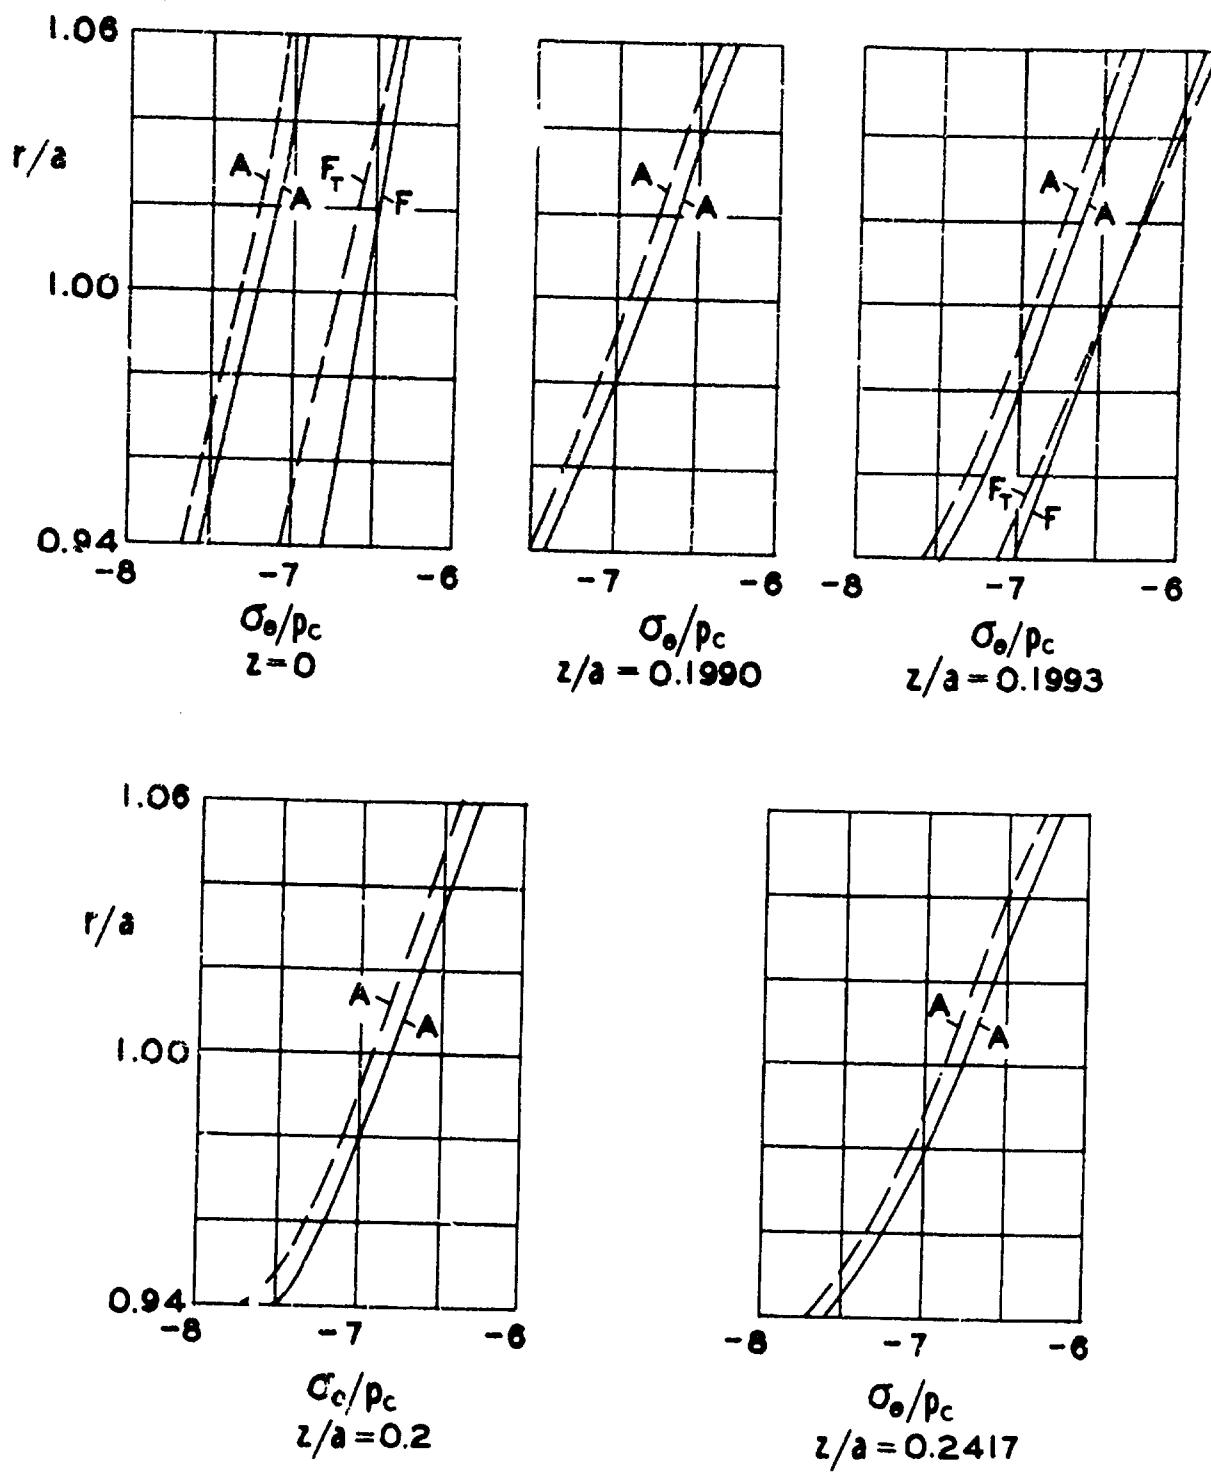 1.06
A
A
F_T
F
A
A
A
A
r/a
1.00
0.94
F_T
F
-8
-7
-6
-7
-6
-8
-7
-6
σ_θ/p_c
z=0
σ_θ/p_c
z/a = 0.1990
σ_θ/p_c
z/a = 0.1993
1.06
r/a
A
A
A
A
1.00
0.94
-8
-7
-6
-8
-7
-6
σ_c/p_c
z/a = 0.2
σ_θ/p_c
z/a = 0.2417